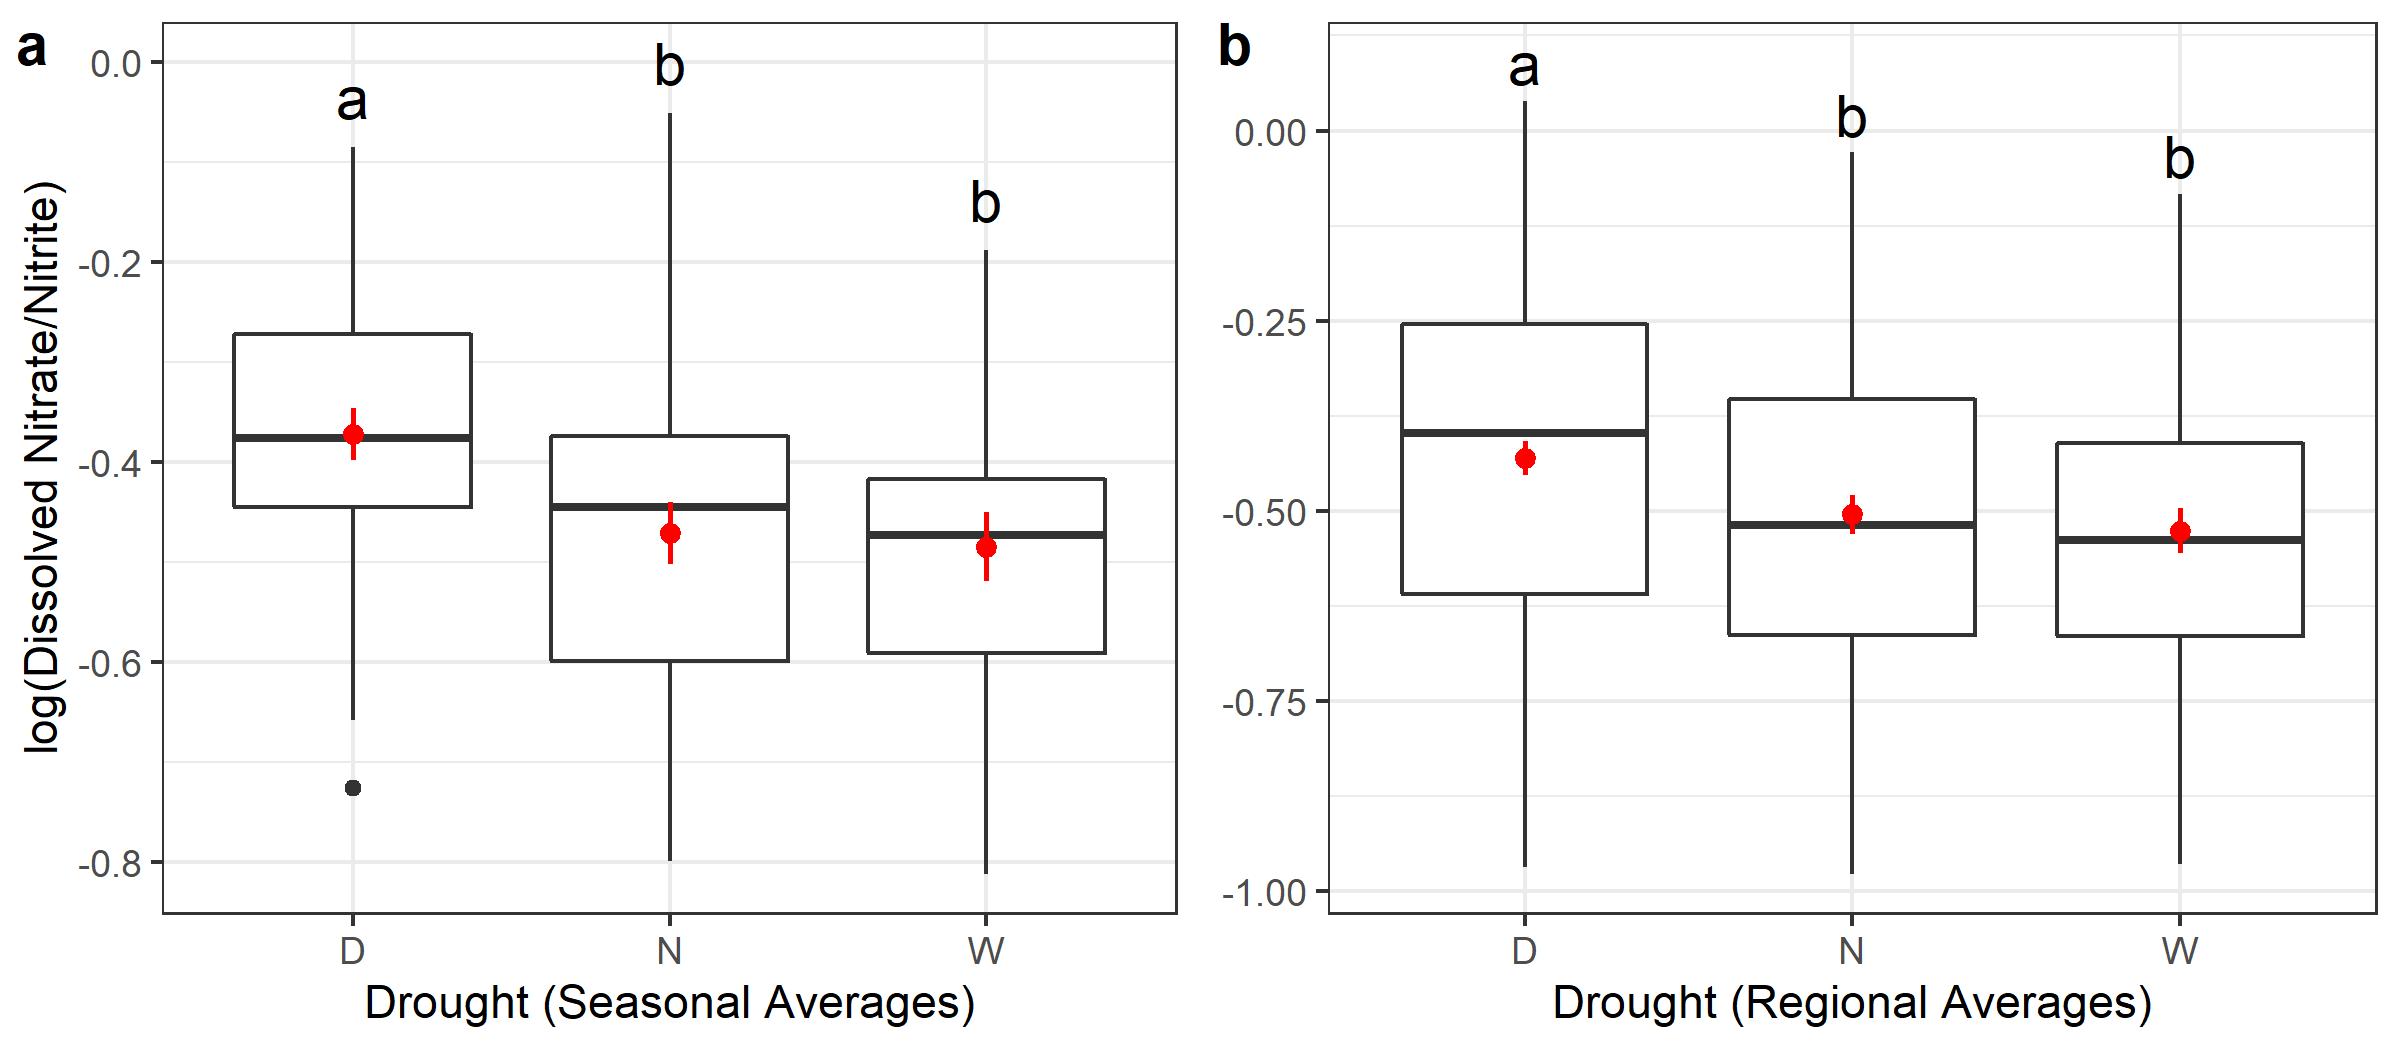 a
b
log(Dissolved Nitrate/Nitrite)
0.0
-0.2
-0.4
-0.6
-0.8
a
b
b
D
N
W
Drought (Seasonal Averages)
0.00
-0.25
-0.50
-0.75
-1.00
a
b
b
D
N
W
Drought (Regional Averages)